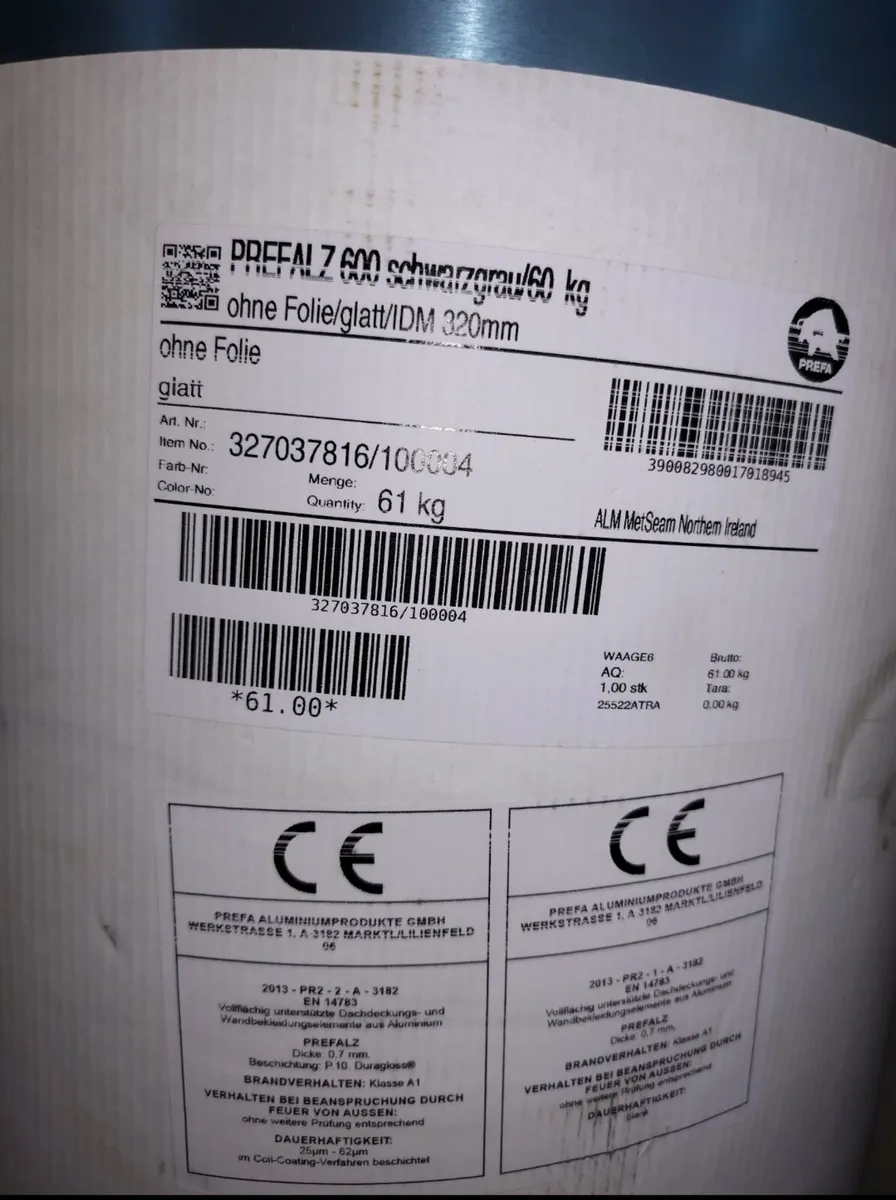 PREFALZ 600 schwarzgrau/60 kg
ohne Folie/glatt/IDM 320mm
ohne Folie
glatt
PREFA
Art. Nr.:
Item No.: 327037816/100004
Farb-Nr:
Color-No:
Menge:
Quantity: 61 kg
390082980017018945
ALM MetSeam Northern Ireland
327037816/100004
*61.00*
WAAGE6
AQ:
1,00 stk
25522ATRA
Brutto:
61.00 kg
Tara:
0.00 kg
CE
PREFA ALUMINIUMPRODUKTE GMBH
WERKSTRASSE 1, A-3182 MARKTL/LILIENFELD
06
2013 - PR2 - 2 - A - 3182
EN 14783
Vollflächig unterstützte Dachdeckungs- und
Wandbekleidungselemente aus Aluminium
PREFALZ
Dicke: 0,7 mm,
Beschichtung: P.10, Duragloss®
BRANDVERHALTEN: Klasse A1
VERHALTEN BEI BEANSPRUCHUNG DURCH
FEUER VON AUSSEN:
ohne weitere Prüfung entsprechend
DAUERHAFTIGKEIT:
25µm - 62µm
im Coil-Coating-Verfahren beschichtet
CE
PREFA ALUMINIUMPRODUKTE GMBH
WERKSTRASSE 1, A 3182 MARKTL/LILIENFELD
06
2013 - PR2 - 1 - A - 3182
EN 14783
Vollflächig unterstützte Dachdeckungs- und
Wandbekleidungselemente aus Aluminium
PREFALZ
Dicke: 0,7 mm,
BRANDVERHALTEN: Klasse A1
VERHALTEN BEI BEANSPRUCHUNG DURCH
FEUER VON AUSSEN:
ohne weitere Prüfung entsprechend
DAUERHAFTIGKEIT:
blank